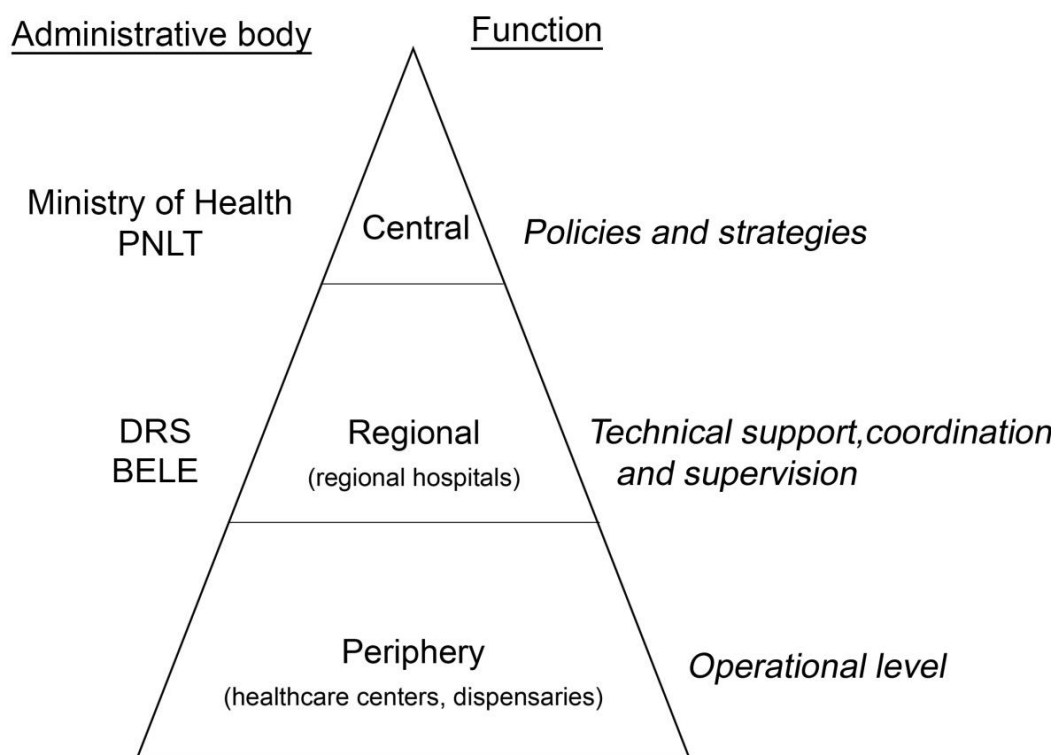 Administrative body
Function
Ministry of Health
PNLT
Central
Policies and strategies
DRS
BELE
Regional
(regional hospitals)
Technical support,coordination
and supervision
Periphery
(healthcare centers, dispensaries)
Operational level